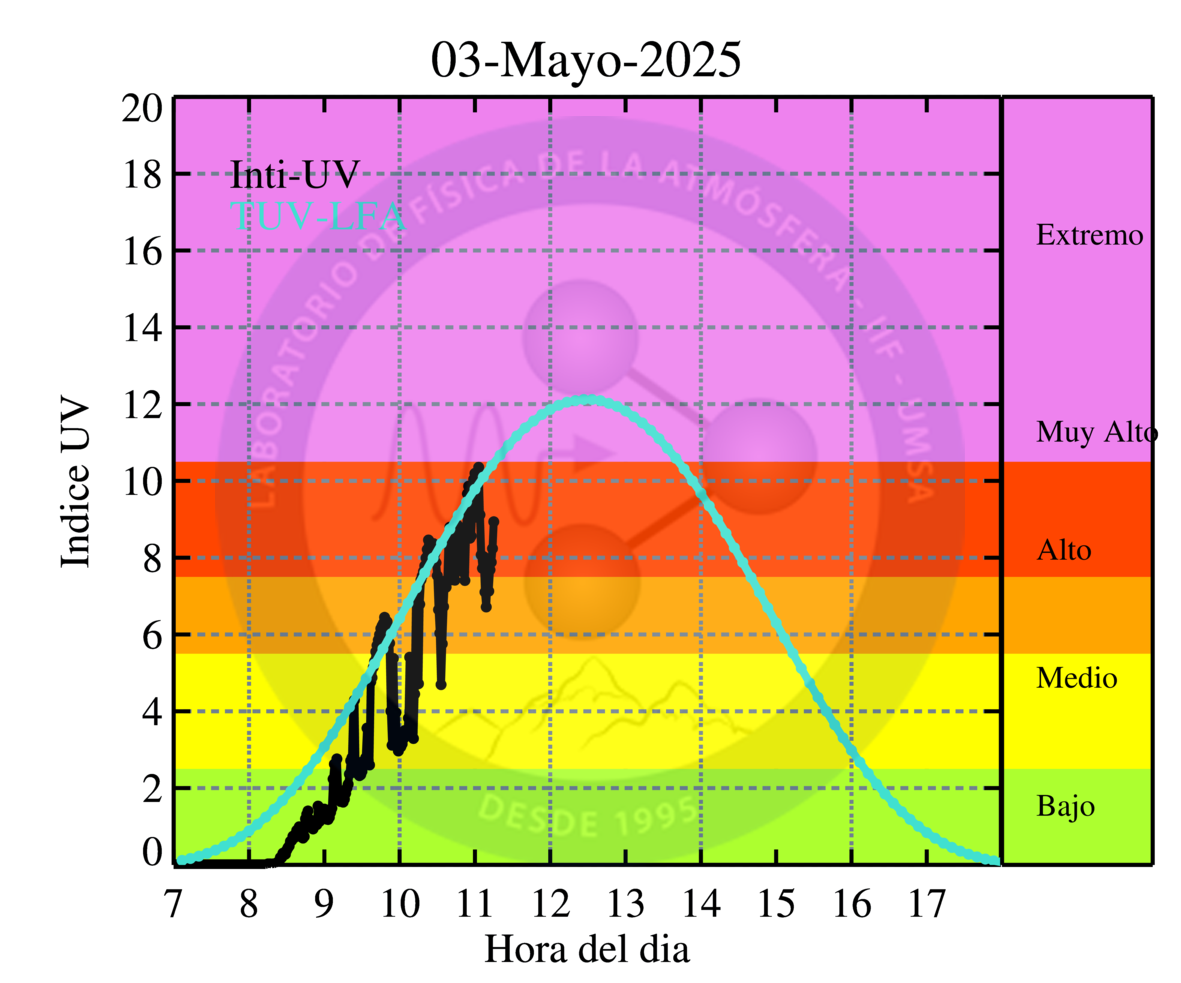 03-Mayo-2025
20
18
16
14
12
10
8
6
4
2
0
Indice UV
Inti-UV
TUV-LFA
LABORATORIO DE FÍSICA DE LA ATMÓSFERA - IIF - UMSA
DESDE 1995
Extremo
Muy Alto
Alto
Medio
Bajo
7 8 9 10 11 12 13 14 15 16 17
Hora del dia